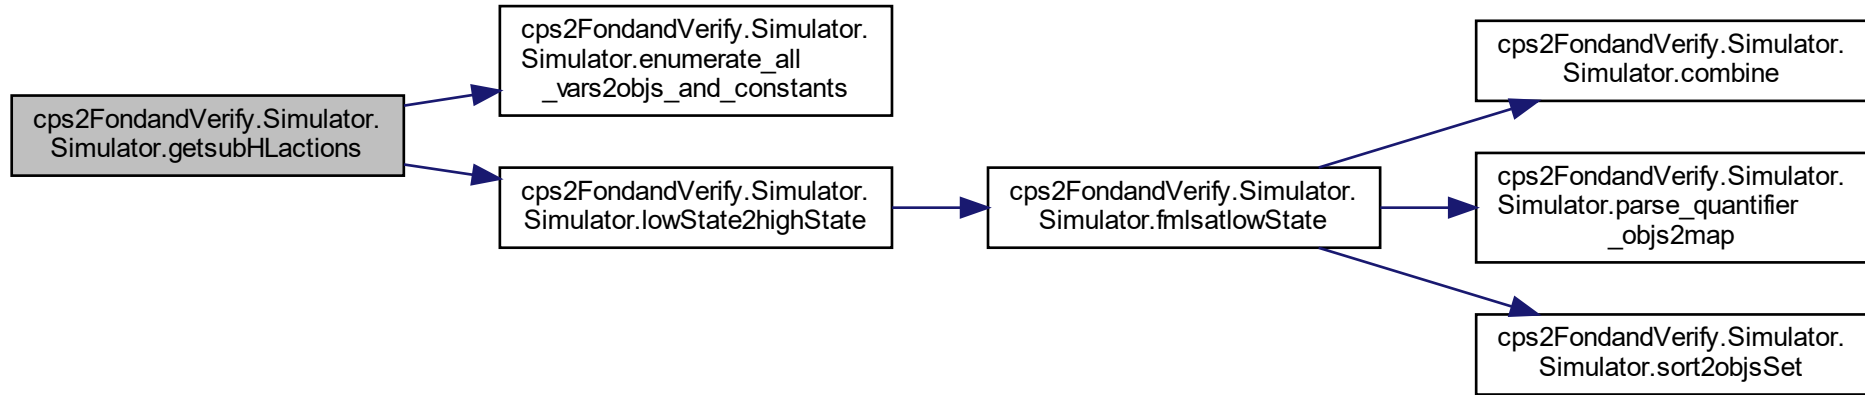 cps2FondandVerify.Simulator.
Simulator.getsubHLactions
cps2FondandVerify.Simulator.
Simulator.enumerate_all
_vars2objs_and_constants
cps2FondandVerify.Simulator.
Simulator.lowState2highState
cps2FondandVerify.Simulator.
Simulator.fmlsatlowState
cps2FondandVerify.Simulator.
Simulator.combine
cps2FondandVerify.Simulator.
Simulator.parse_quantifier
_objs2map
cps2FondandVerify.Simulator.
Simulator.sort2objsSet